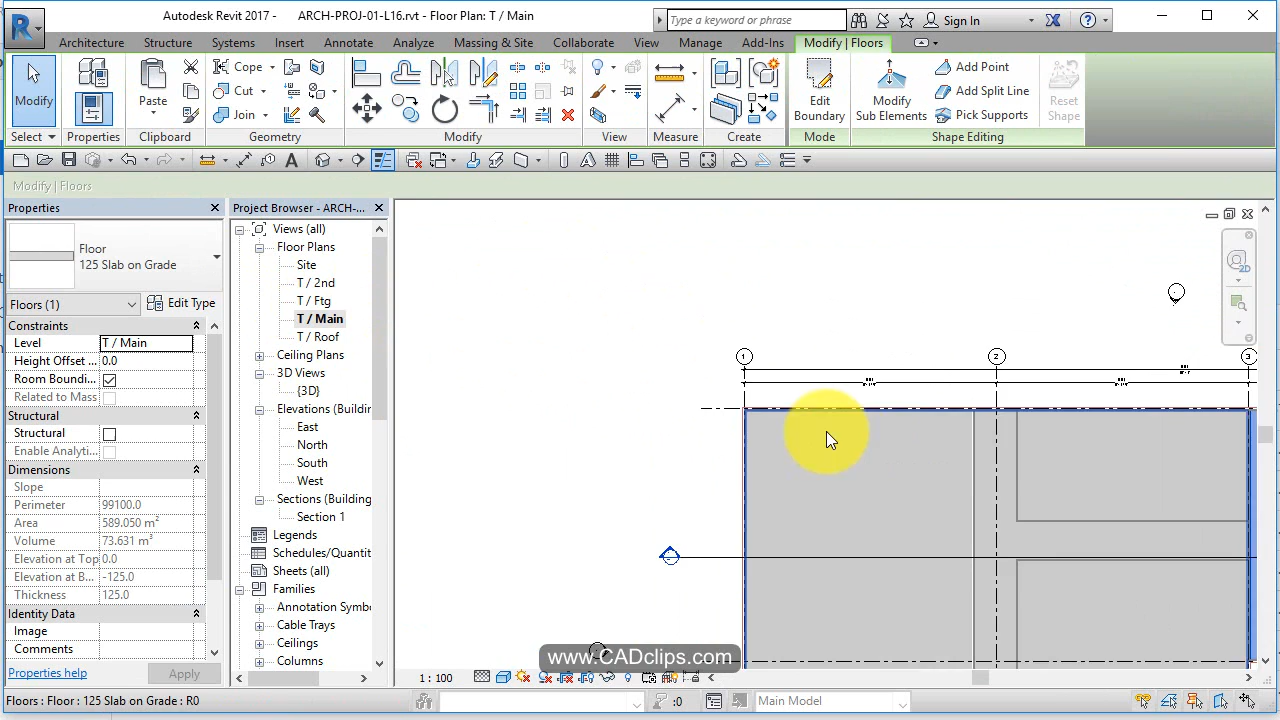 Autodesk Revit 2017 - ARCH-PROJ-01-L16.rvt - Floor Plan: T / Main
Type a keyword or phrase
Sign In
Architecture Structure Systems Insert Annotate Analyze Massing & Site Collaborate View Manage Add-Ins Modify | Floors
Modify
Properties
Paste
Cope
Cut
Join
Edit Boundary
Modify Sub Elements
Add Point
Add Split Line
Pick Supports
Reset Shape
Select Properties Clipboard Geometry Modify View Measure Create Mode Shape Editing
Modify | Floors
Properties
Floor
125 Slab on Grade
Floors (1) Edit Type
Constraints
Level T / Main
Height Offset ... 0.0
Room Boundi...
Related to Mass
Structural
Structural
Enable Analyti...
Dimensions
Slope
Perimeter 99100.0
Area 589.050 m²
Volume 73.631 m³
Elevation at Top 0.0
Elevation at B... -125.0
Thickness 125.0
Identity Data
Image
Comments
Properties help Apply
Project Browser - ARCH-...
Views (all)
Floor Plans
Site
T / 2nd
T / Ftg
T / Main
T / Roof
Ceiling Plans
3D Views
{3D}
Elevations (Buildin
East
North
South
West
Sections (Building
Section 1
Legends
Schedules/Quantit
Sheets (all)
Families
Annotation Symb
Cable Trays
Ceilings
Columns
2D
1
2
3
www.CADclips.com
1 : 100
Floors : Floor : 125 Slab on Grade : R0
:0
Main Model